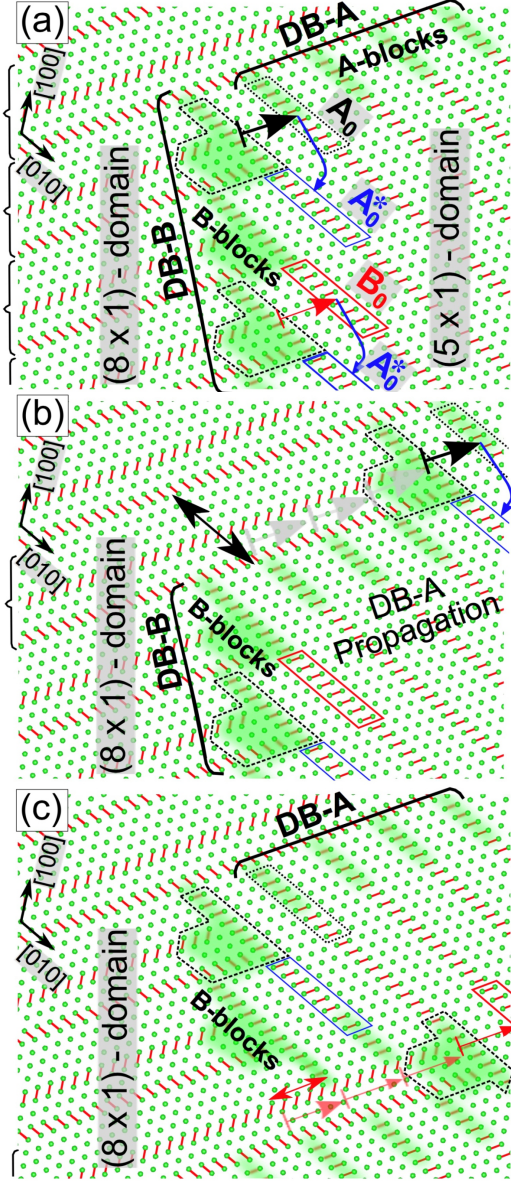 (a)
DB-A
A-blocks
[100]
A₀
[010]
(8 x 1) - domain
DB-B
B-blocks
A₀*
B₀
(5 x 1) - domain
A₀*
(b)
[100]
[010]
(8 x 1) - domain
DB-B
B-blocks
DB-A
Propagation
(c)
DB-A
[100]
[010]
(8 x 1) - domain
B-blocks